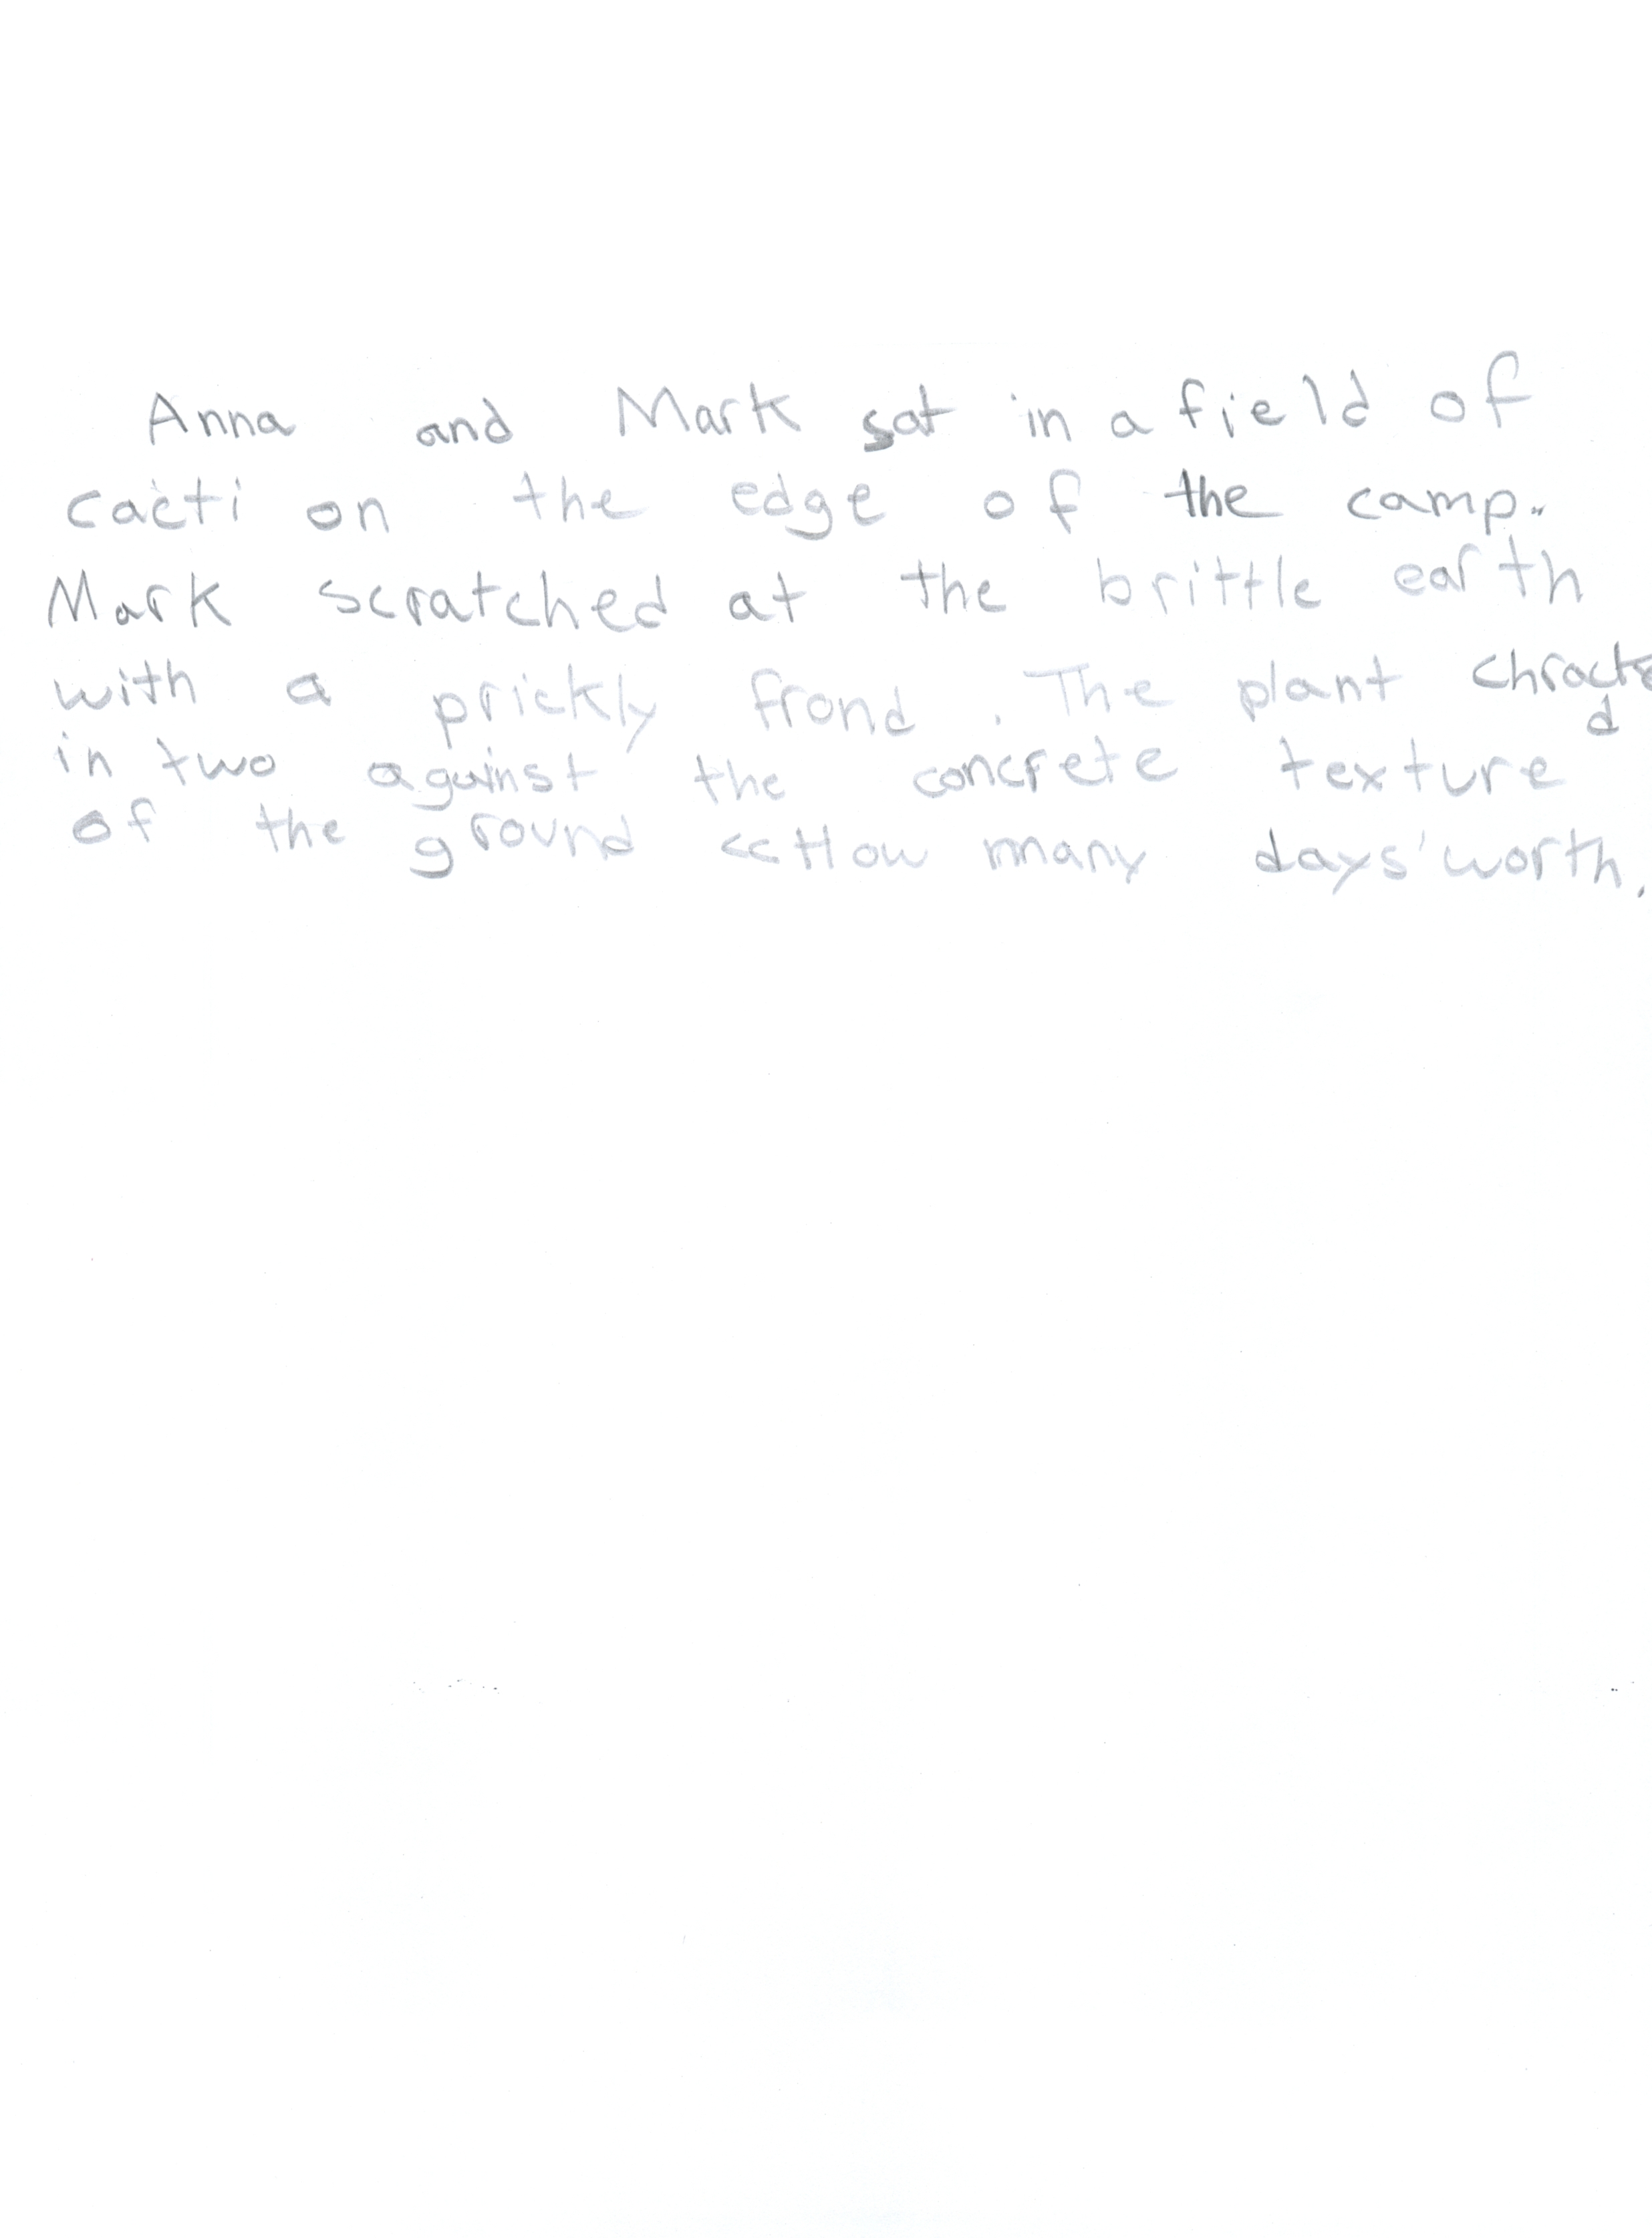 Anna and Mark sat in a field of
cacti on the edge of the camp.
Mark scratched at the brittle earth
with a prickly frond. The plant
in two against the concrete texture
of the ground "How many days' worth,